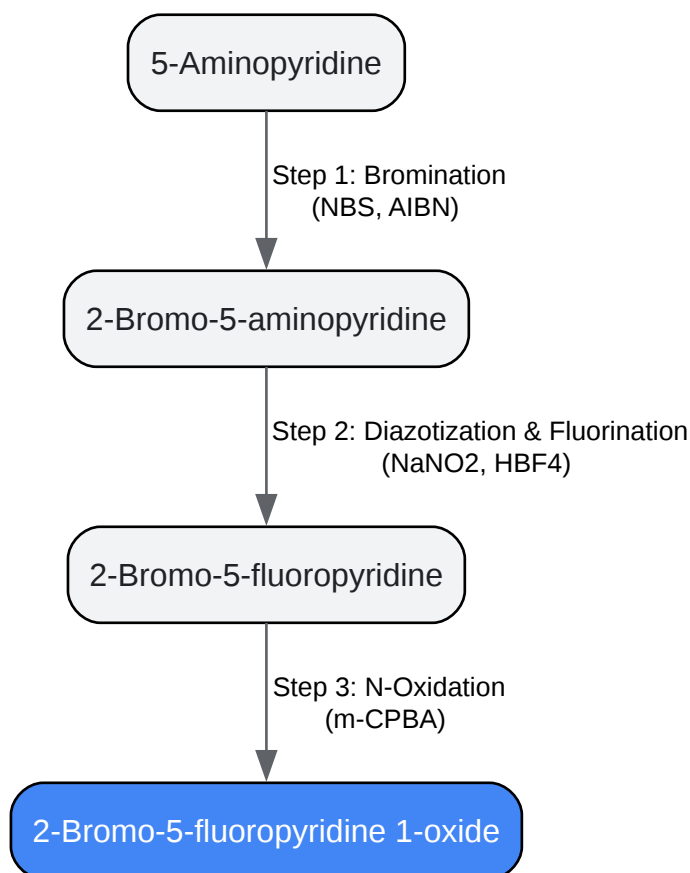 5-Aminopyridine
Step 1: Bromination
(NBS, AIBN)
2-Bromo-5-aminopyridine
Step 2: Diazotization & Fluorination
(NaNO2, HBF4)
2-Bromo-5-fluoropyridine
Step 3: N-Oxidation
(m-CPBA)
2-Bromo-5-fluoropyridine 1-oxide